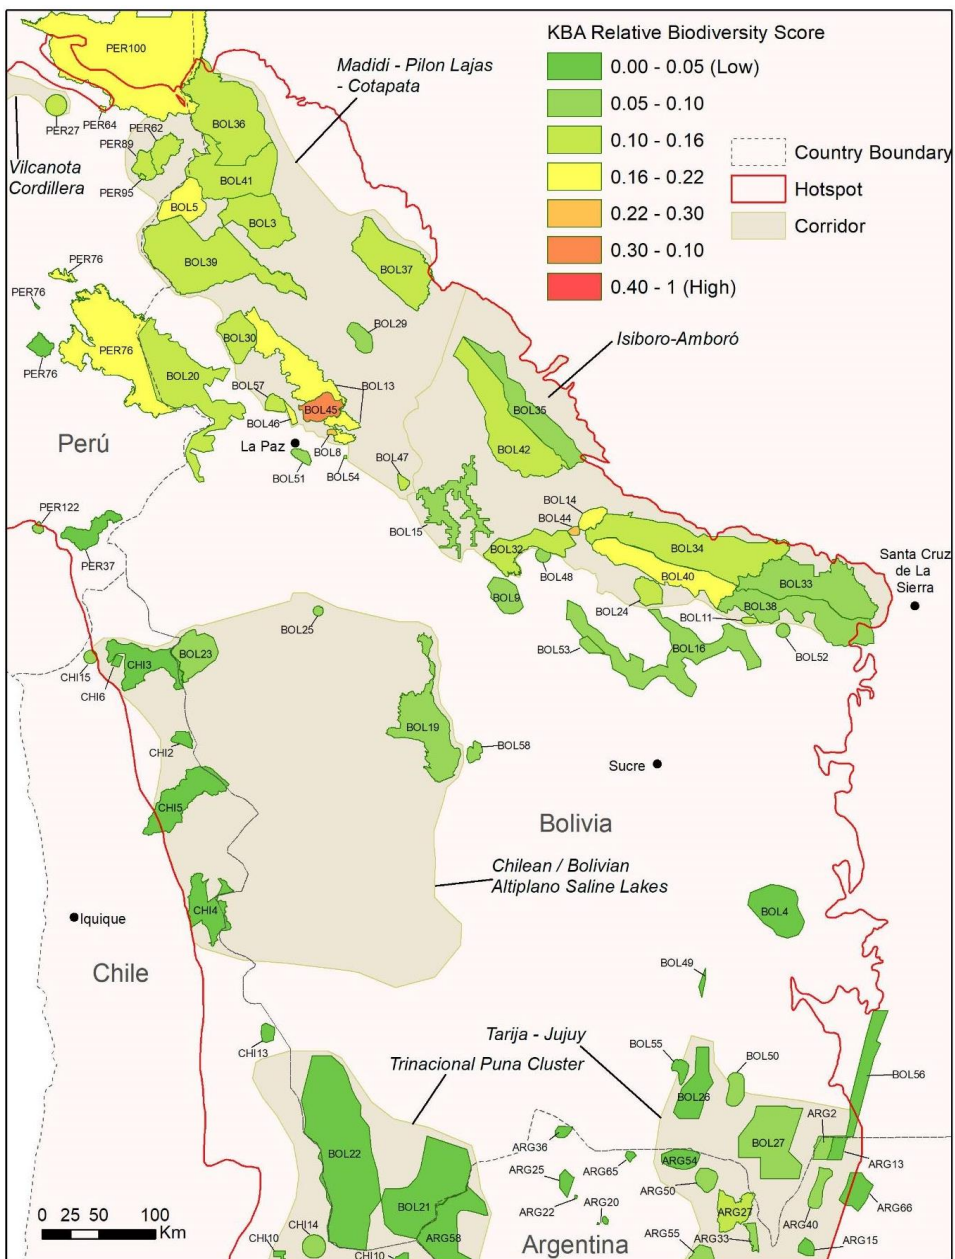 KBA Relative Biodiversity Score
0.00 - 0.05 (Low)
0.05 - 0.10
0.10 - 0.16
0.16 - 0.22
0.22 - 0.30
0.30 - 0.10
0.40 - 1 (High)
Country Boundary
Hotspot
Corridor
PER100
Madidi - Pilon Lajas
- Cotapata
PER27
PER64
PER62
PER89
PER95
BOL36
Vilcanota
Cordillera
BOL41
BOL5
BOL3
BOL39
BOL37
PER76
PER76
PER76
PER76
BOL20
BOL30
BOL29
BOL13
BOL57
BOL45
BOL46
BOL8
La Paz
BOL51
BOL54
BOL47
Isiboro-Amboró
BOL35
BOL42
Perú
PER122
PER37
BOL15
BOL14
BOL44
BOL32
BOL48
BOL34
BOL40
BOL33
BOL9
BOL24
BOL38
BOL11
BOL52
BOL53
BOL16
Santa Cruz
de La
Sierra
BOL25
CHI15
CHI6
CHI3
BOL23
BOL19
BOL58
CHI2
CHI5
Sucre
Bolivia
Chilean / Bolivian
Altiplano Saline Lakes
CHI4
Iquique
Chile
BOL4
BOL49
Tarija - Jujuy
Trinacional Puna Cluster
CHI13
BOL55
BOL50
BOL26
BOL56
BOL22
BOL27
ARG2
ARG13
ARG36
ARG25
ARG65
ARG54
ARG50
ARG22
ARG20
ARG27
ARG66
BOL21
ARG58
CHI14
CHI10
CHI10
ARG55
ARG33
ARG40
ARG15
Argentina
0 25 50 100
Km